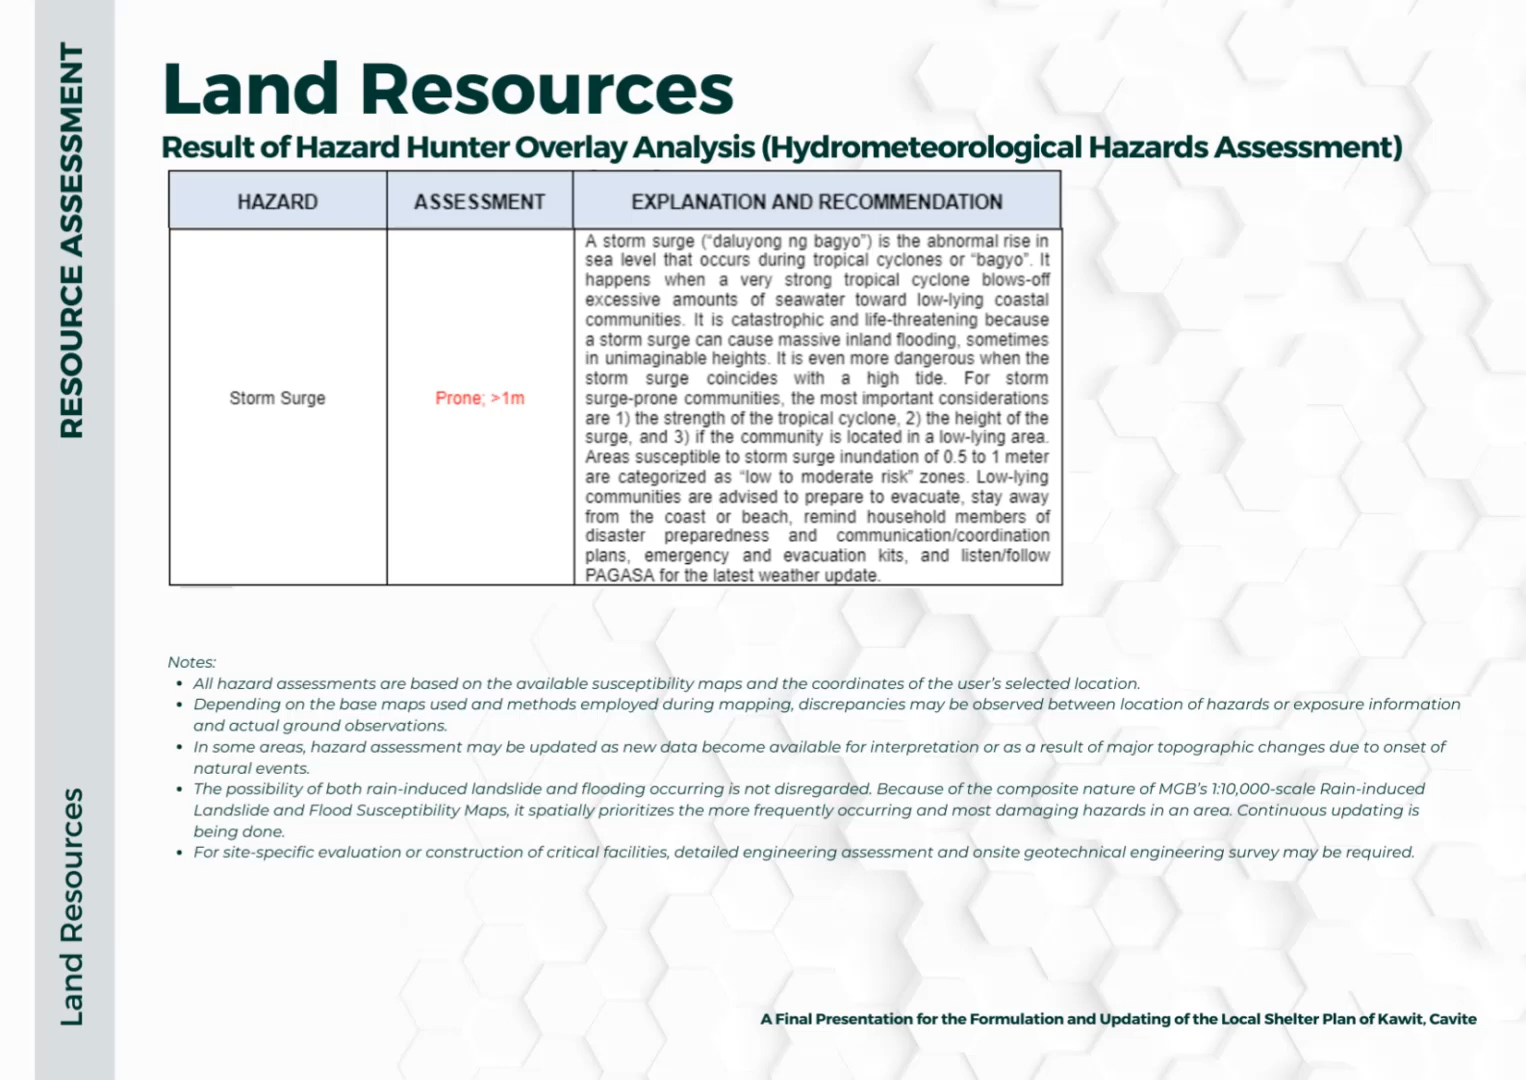 RESOURCE ASSESSMENT
Land Resources
Land Resources
Result of Hazard Hunter Overlay Analysis (Hydrometeorological Hazards Assessment)
HAZARD
ASSESSMENT
EXPLANATION AND RECOMMENDATION
Storm Surge
Prone; >1m
A storm surge (“daluyong ng bagyo”) is the abnormal rise in
sea level that occurs during tropical cyclones or “bagyo”. It
happens when a very strong tropical cyclone blows-off
excessive amounts of seawater toward low-lying coastal
communities. It is catastrophic and life-threatening because
a storm surge can cause massive inland flooding, sometimes
in unimaginable heights. It is even more dangerous when the
storm surge coincides with a high tide. For storm
surge-prone communities, the most important considerations
are 1) the strength of the tropical cyclone, 2) the height of the
surge, and 3) if the community is located in a low-lying area.
Areas susceptible to storm surge inundation of 0.5 to 1 meter
are categorized as “low to moderate risk” zones. Low-lying
communities are advised to prepare to evacuate, stay away
from the coast or beach, remind household members of
disaster preparedness and communication/coordination
plans, emergency and evacuation kits, and listen/follow
PAGASA for the latest weather update.
Notes:
• All hazard assessments are based on the available susceptibility maps and the coordinates of the user’s selected location.
• Depending on the base maps used and methods employed during mapping, discrepancies may be observed between location of hazards or exposure information
and actual ground observations.
• In some areas, hazard assessment may be updated as new data become available for interpretation or as a result of major topographic changes due to onset of
natural events.
• The possibility of both rain-induced landslide and flooding occurring is not disregarded. Because of the composite nature of MGB’s 1:10,000-scale Rain-induced
Landslide and Flood Susceptibility Maps, it spatially prioritizes the more frequently occurring and most damaging hazards in an area. Continuous updating is
being done.
• For site-specific evaluation or construction of critical facilities, detailed engineering assessment and onsite geotechnical engineering survey may be required.
A Final Presentation for the Formulation and Updating of the Local Shelter Plan of Kawit, Cavite